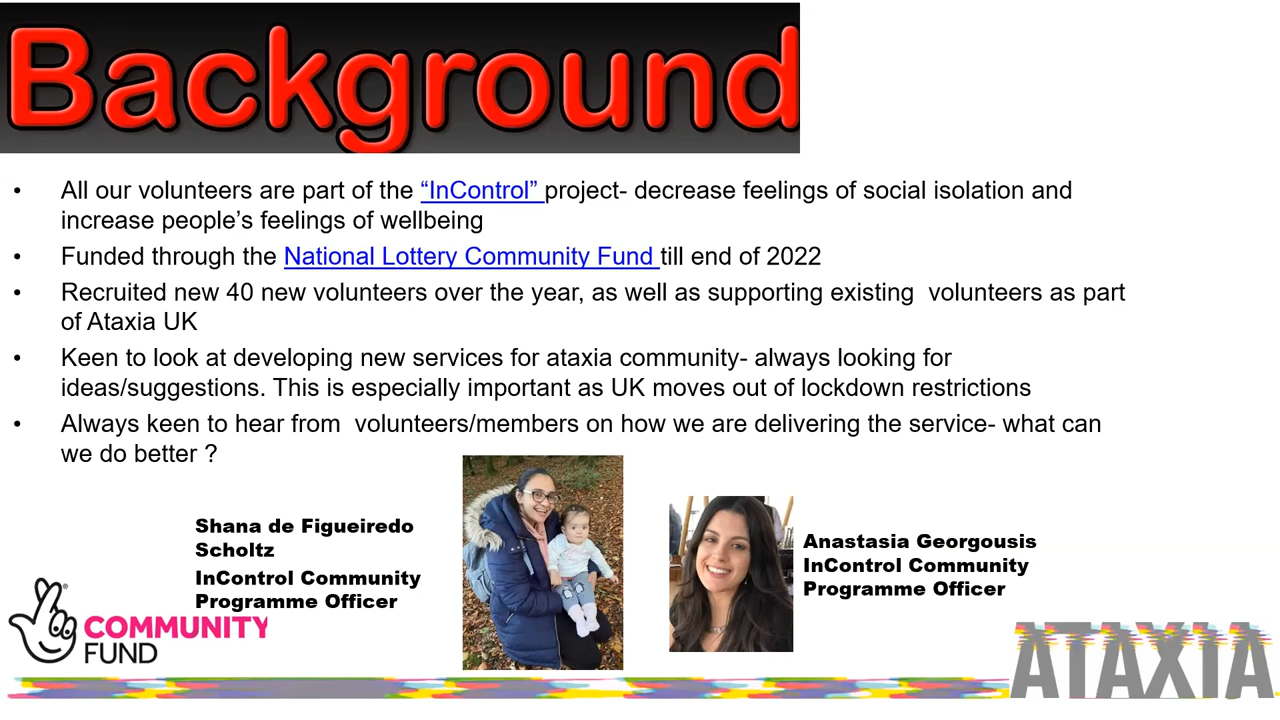 Background
• All our volunteers are part of the “InControl” project- decrease feelings of social isolation and
increase people’s feelings of wellbeing
• Funded through the National Lottery Community Fund till end of 2022
• Recruited new 40 new volunteers over the year, as well as supporting existing  volunteers as part
of Ataxia UK
• Keen to look at developing new services for ataxia community- always looking for
ideas/suggestions. This is especially important as UK moves out of lockdown restrictions
• Always keen to hear from  volunteers/members on how we are delivering the service- what can
we do better ?
Shana de Figueiredo
Scholtz
InControl Community
Programme Officer
Anastasia Georgousis
InControl Community
Programme Officer
COMMUNITY
FUND
ATAXIA